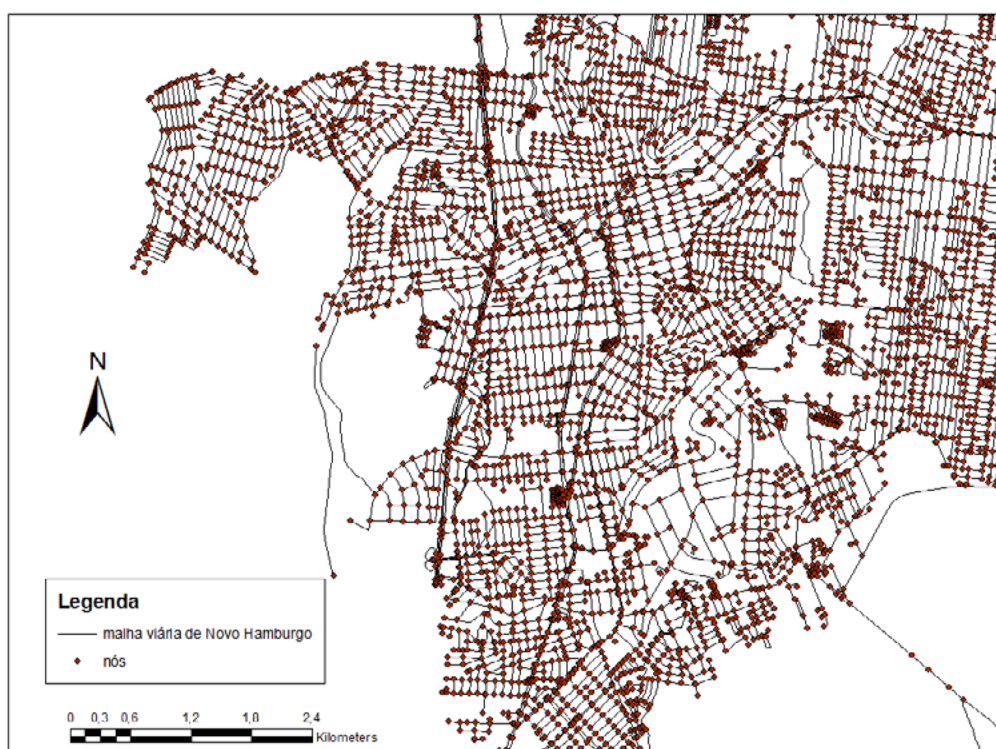 N
Legenda
malha viária de Novo Hamburgo
nós
0 0,3 0,6 1,2 1,8 2,4
Kilometers